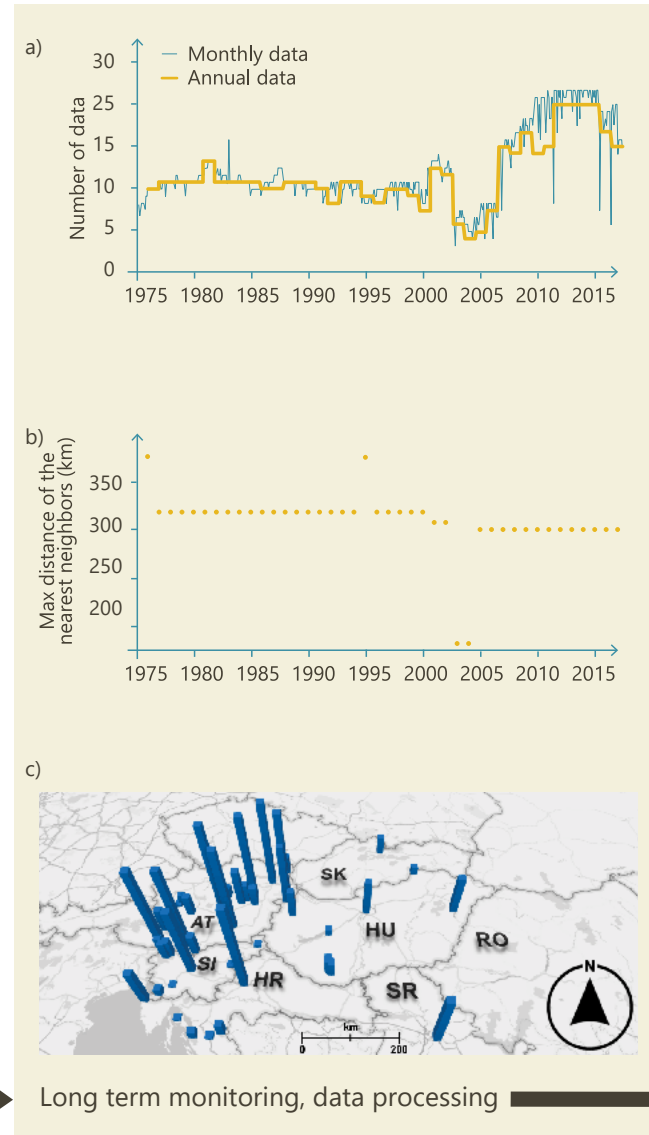 a)
Monthly data
Annual data
Number of data
30
25
15
10
5
0
1975 1980 1985 1990 1995 2000 2005 2010 2015
b)
Max distance of the
nearest neighbors (km)
350
300
250
200
1975 1980 1985 1990 1995 2000 2005 2010 2015
c)
SK
AT
HU
RO
SI
HR
SR
N
km
0 200
Long term monitoring, data processing